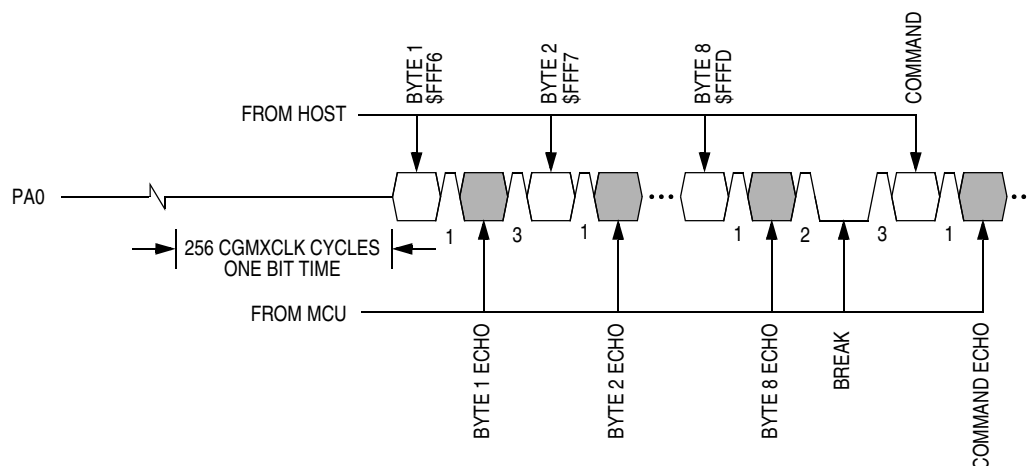 BYTE 1
$FFF6
BYTE 2
$FFF7
BYTE 8
$FFFD
COMMAND
FROM HOST
PA0
1
3
1
1
2
3
1
256 CGMXCLK CYCLES
ONE BIT TIME
FROM MCU
BYTE 1 ECHO
BYTE 2 ECHO
BYTE 8 ECHO
BREAK
COMMAND ECHO